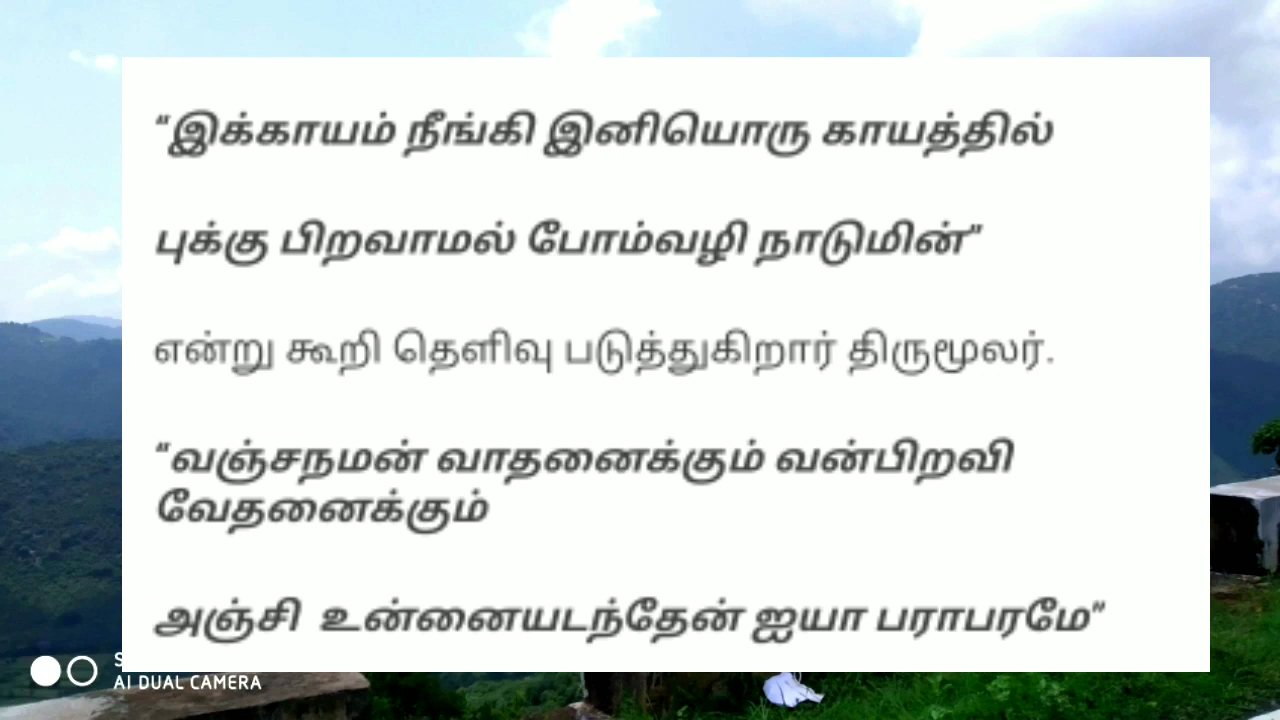 “இக்காயம் நீங்கி இனியொரு காயத்தில்
புக்கு பிறவாமல் போம்வழி நாடுமின்”
என்று கூறி தெளிவு படுத்துகிறார் திருமூலர்.
“வஞ்சநமன் வாதனைக்கும் வன்பிறவி
வேதனைக்கும்
அஞ்சி உன்னையடந்தேன் ஐயா பராபரமே”
AI DUAL CAMERA